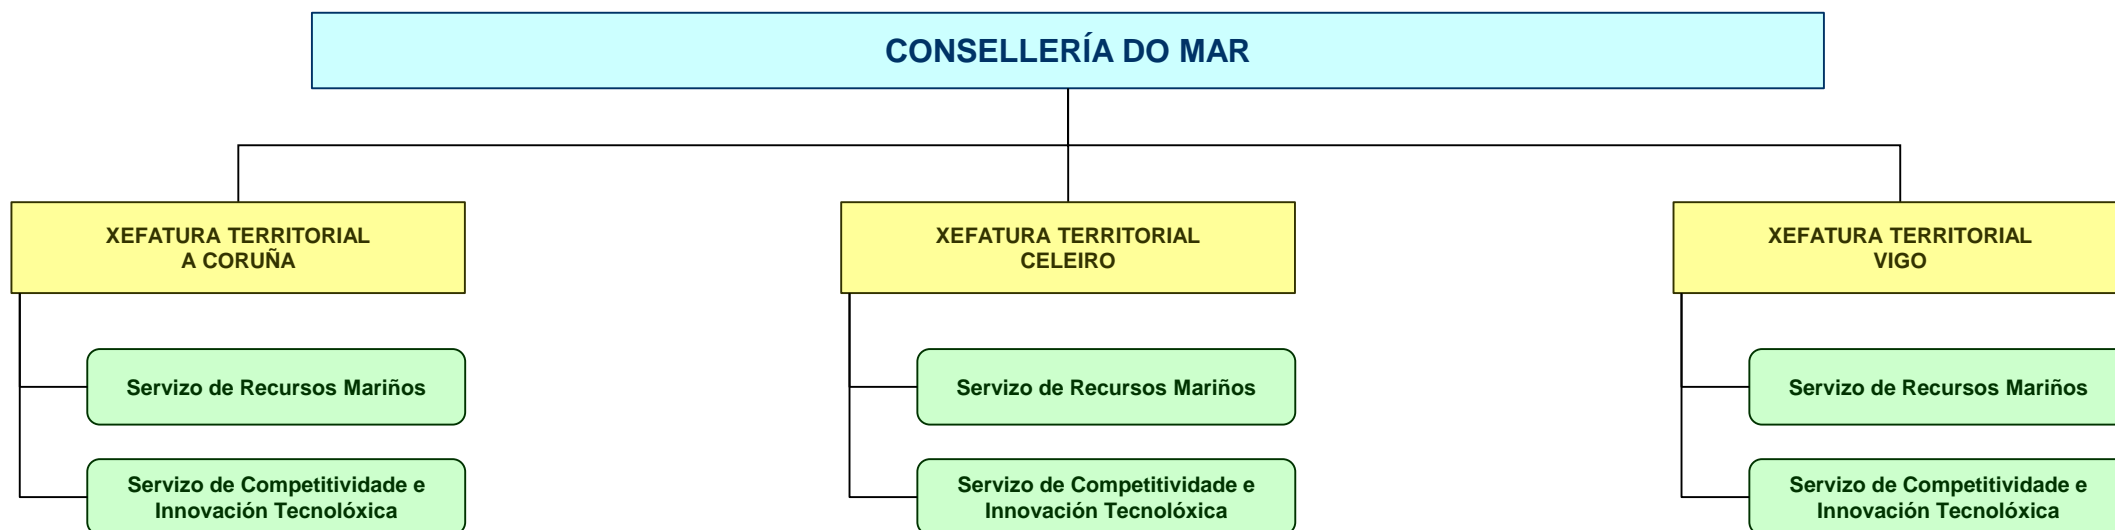 CONSELLERÍA DO MAR
XEFATURA TERRITORIAL
A CORUÑA
XEFATURA TERRITORIAL
CELEIRO
XEFATURA TERRITORIAL
VIGO
Servizo de Recursos Mariños
Servizo de Recursos Mariños
Servizo de Recursos Mariños
Servizo de Competitividade e
Innovación Tecnolóxica
Servizo de Competitividade e
Innovación Tecnolóxica
Servizo de Competitividade e
Innovación Tecnolóxica